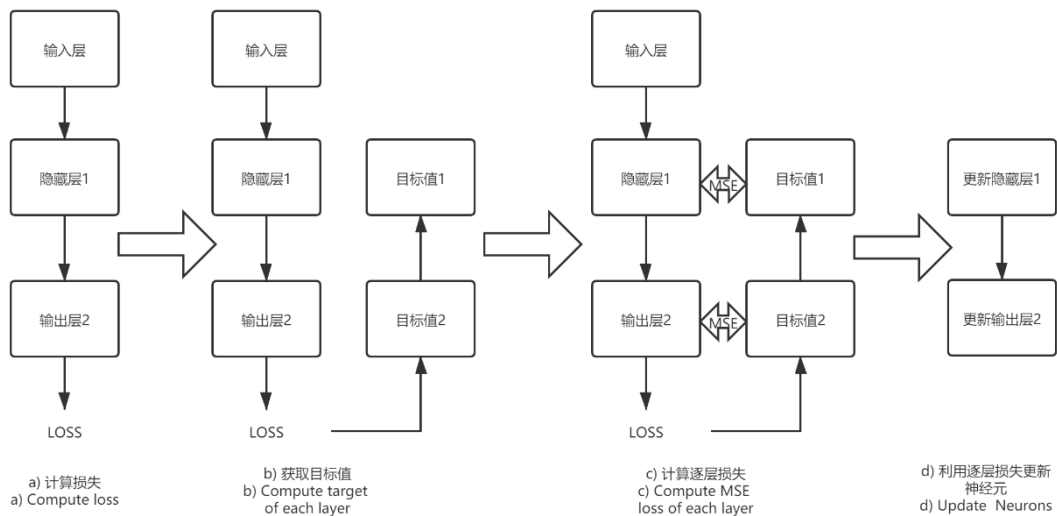 输入层
隐藏层1
输出层2
LOSS
a) 计算损失
a) Compute loss
输入层
隐藏层1
输出层2
LOSS
目标值1
目标值2
b) 获取目标值
b) Compute target
of each layer
输入层
隐藏层1
MSE
目标值1
输出层2
MSE
目标值2
LOSS
c) 计算逐层损失
c) Compute MSE
loss of each layer
更新隐藏层1
更新输出层2
d) 利用逐层损失更新
神经元
d) Update Neurons